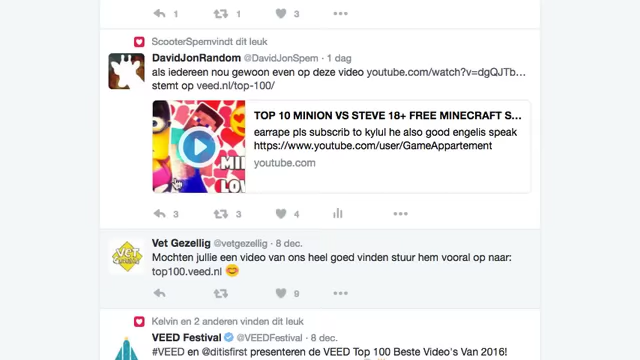 1 1 3
ScooterSpemvindt dit leuk
DavidJonRandom @DavidJonSpem · 1 dag
als iedereen nou gewoon even op deze video youtube.com/watch?v=dgQJTb…
stemt op veed.nl/top-100/
TOP 10 MINION VS STEVE 18+ FREE MINECRAFT S…
earrape pls subscrib to kylul he also good engelis speak
https://www.youtube.com/user/GameAppartement
youtube.com
3 3 4
Vet Gezellig @vetgezellig · 8 dec.
Mochten jullie een video van ons heel goed vinden stuur hem vooral op naar:
top100.veed.nl 😊
9
Kelvin en 2 anderen vinden dit leuk
VEED Festival @VEEDFestival · 8 dec.
#VEED en @ditisfirst presenteren de VEED Top 100 Beste Video's Van 2016!